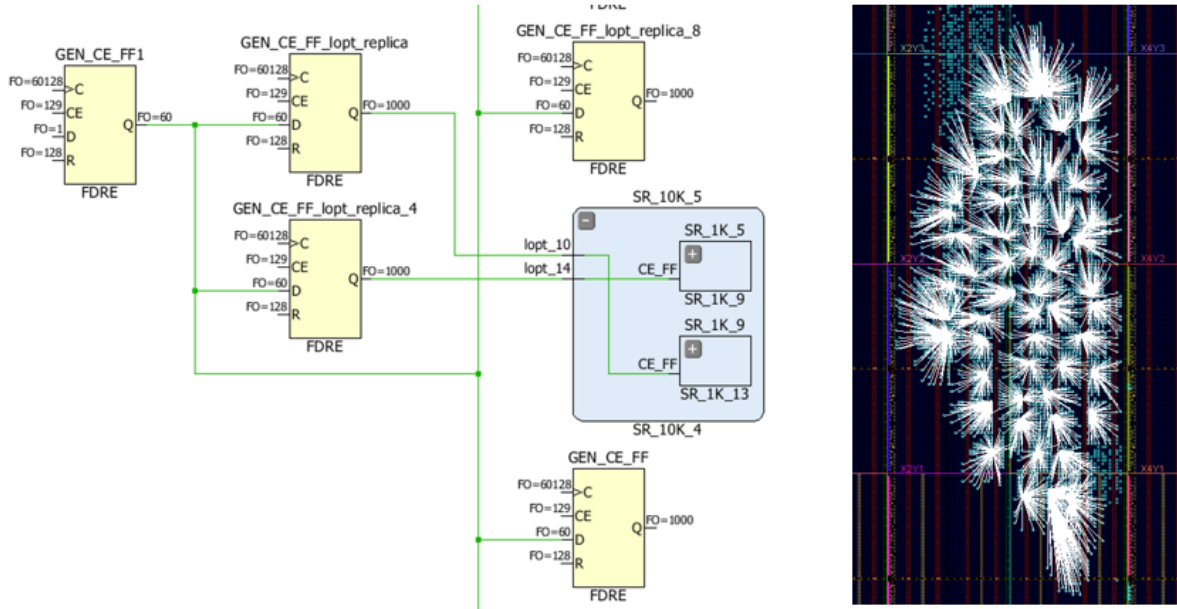 FDRE
GEN_CE_FF1
FO=60128
C
FO=129
CE
FO=1
D
FO=128
R
Q
FO=60
FDRE
GEN_CE_FF_lopt_replica
FO=60128
C
FO=129
CE
FO=60
D
FO=128
R
Q
FO=1000
FDRE
GEN_CE_FF_lopt_replica_4
FO=60128
C
FO=129
CE
FO=60
D
FO=128
R
Q
FO=1000
FDRE
GEN_CE_FF_lopt_replica_8
FO=60128
C
FO=129
CE
FO=60
D
FO=128
R
Q
FO=1000
FDRE
SR_10K_5
lopt_10
lopt_14
SR_1K_5
CE_FF
SR_1K_9
SR_1K_9
CE_FF
SR_1K_13
SR_10K_4
GEN_CE_FF
FO=60128
C
FO=129
CE
FO=60
D
FO=128
R
Q
FO=1000
FDRE
X2Y3
X4Y3
X2Y2
X4Y2
X2Y1
X4Y1